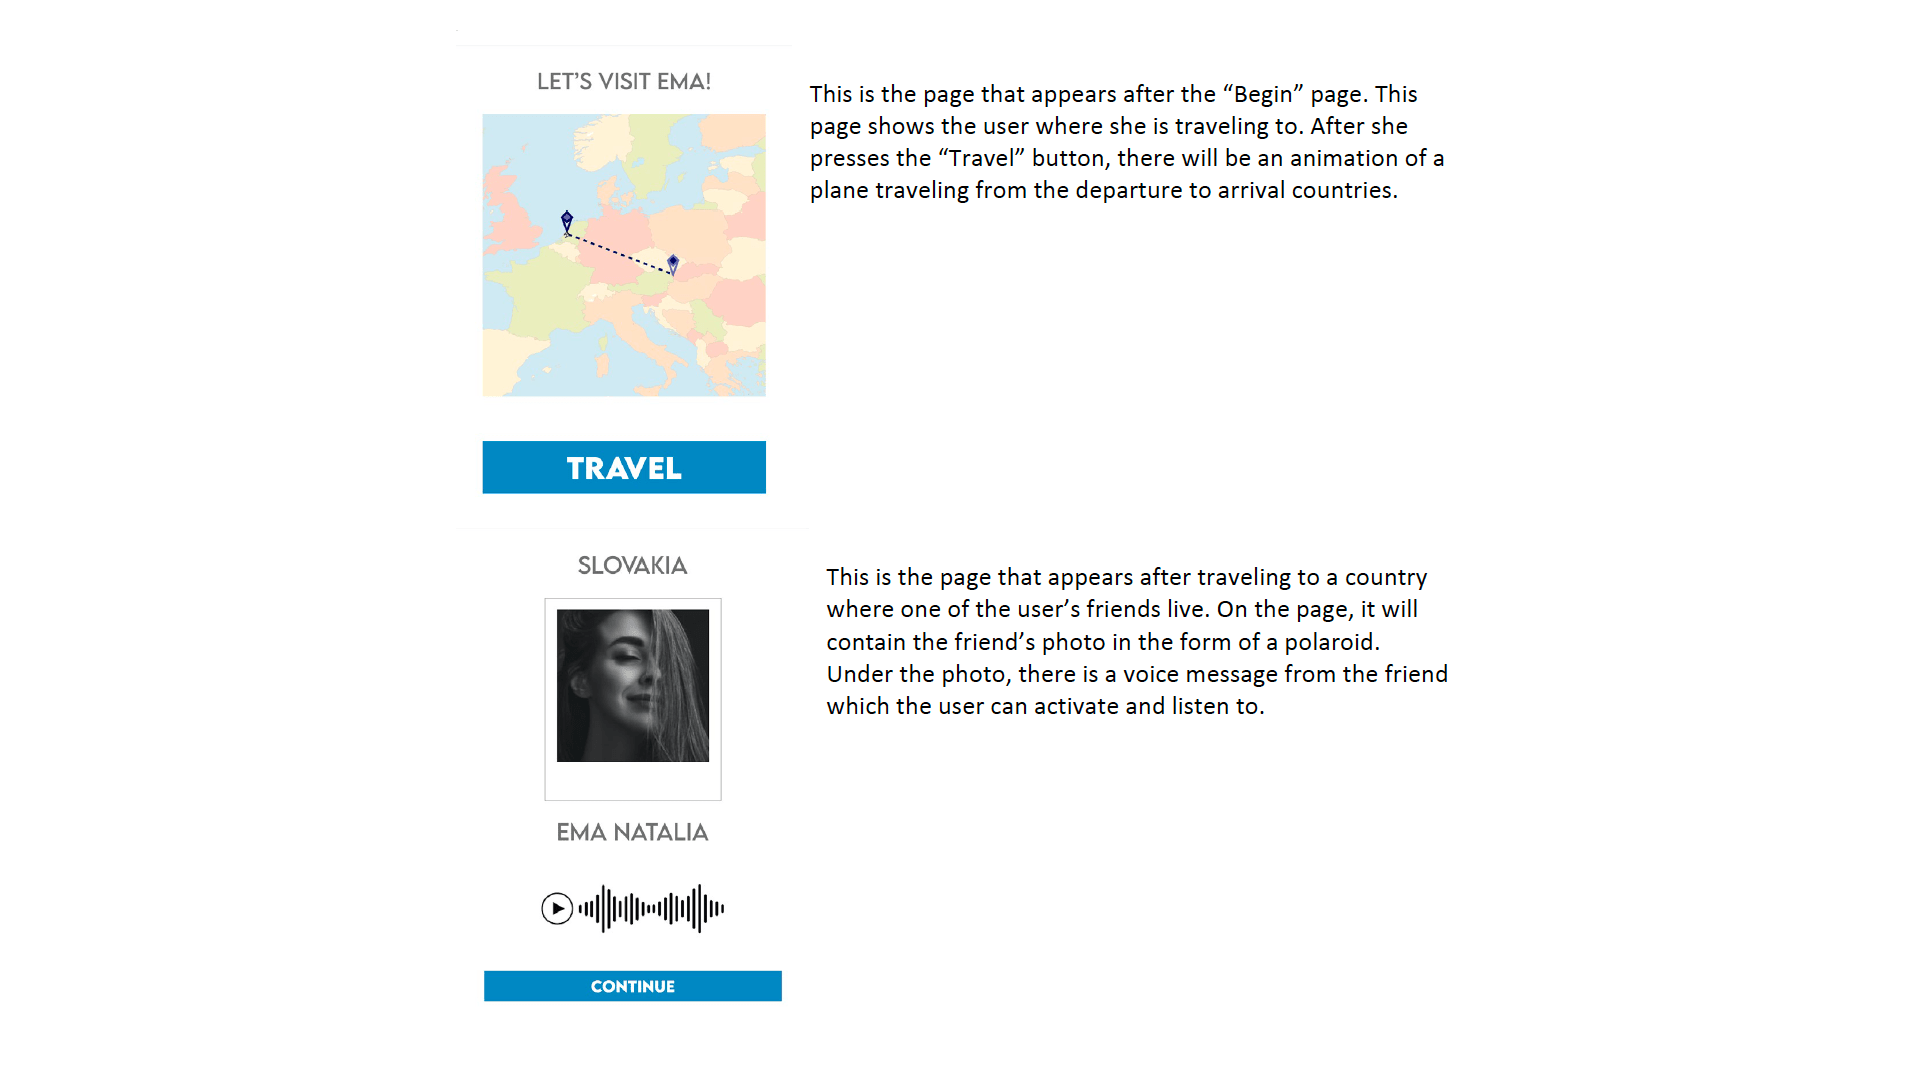 LET'S VISIT EMA!
This is the page that appears after the “Begin” page. This
page shows the user where she is traveling to. After she
presses the “Travel” button, there will be an animation of a
plane traveling from the departure to arrival countries.
TRAVEL
SLOVAKIA
This is the page that appears after traveling to a country
where one of the user’s friends live. On the page, it will
contain the friend’s photo in the form of a polaroid.
Under the photo, there is a voice message from the friend
which the user can activate and listen to.
EMA NATALIA
CONTINUE